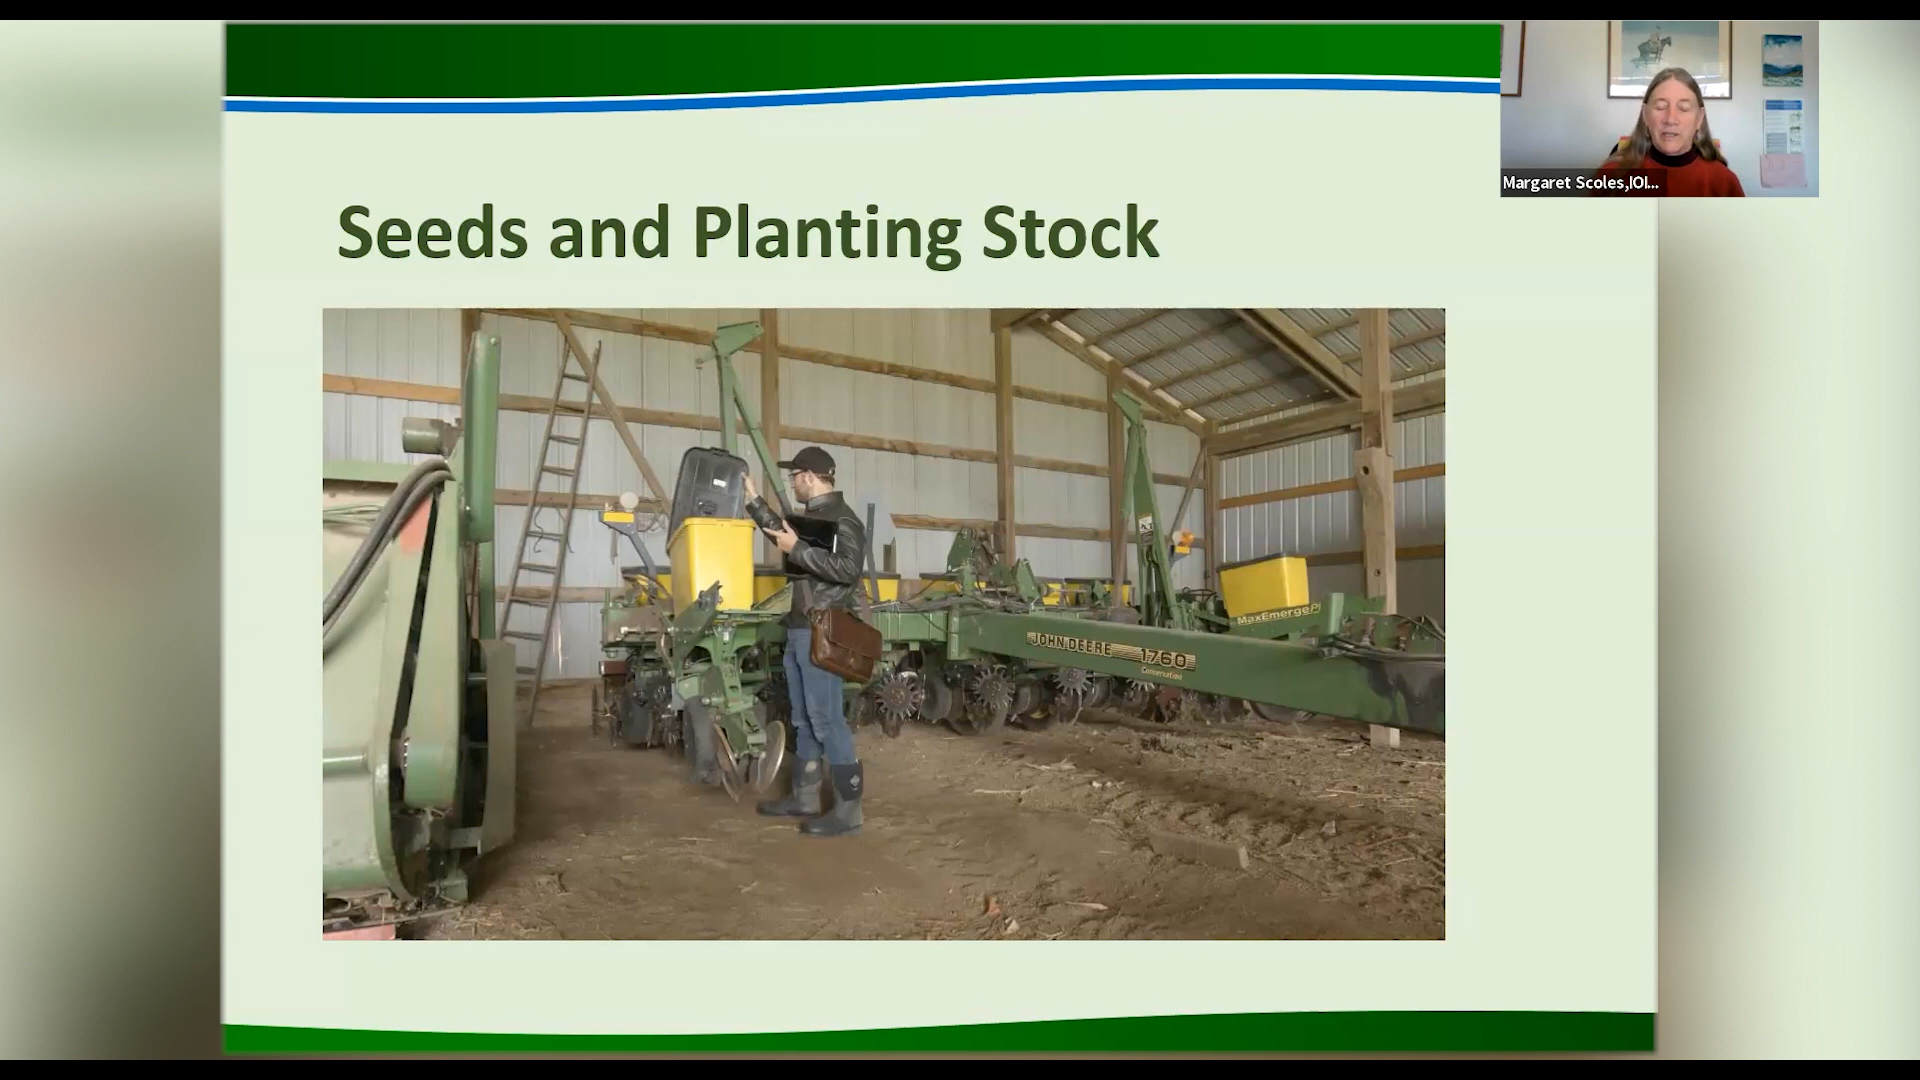 Margaret Scoles,IOI...
Seeds and Planting Stock
MaxEmerge
JOHN DEERE 1760
Conservation